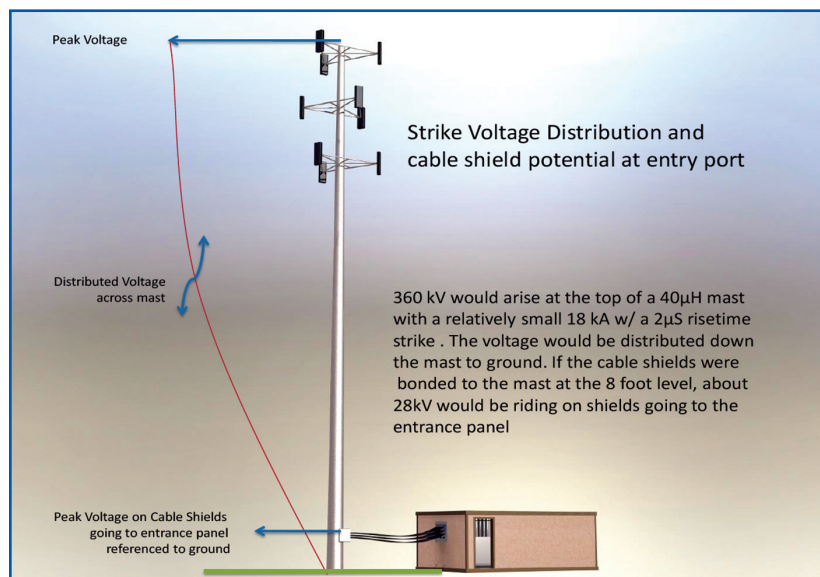 Peak Voltage
Strike Voltage Distribution and
cable shield potential at entry port
Distributed Voltage
across mast
360 kV would arise at the top of a 40µH mast
with a relatively small 18 kA w/ a 2µS risetime
strike . The voltage would be distributed down
the mast to ground. If the cable shields were
bonded to the mast at the 8 foot level, about
28kV would be riding on shields going to the
entrance panel
Peak Voltage on Cable Shields
going to entrance panel
referenced to ground